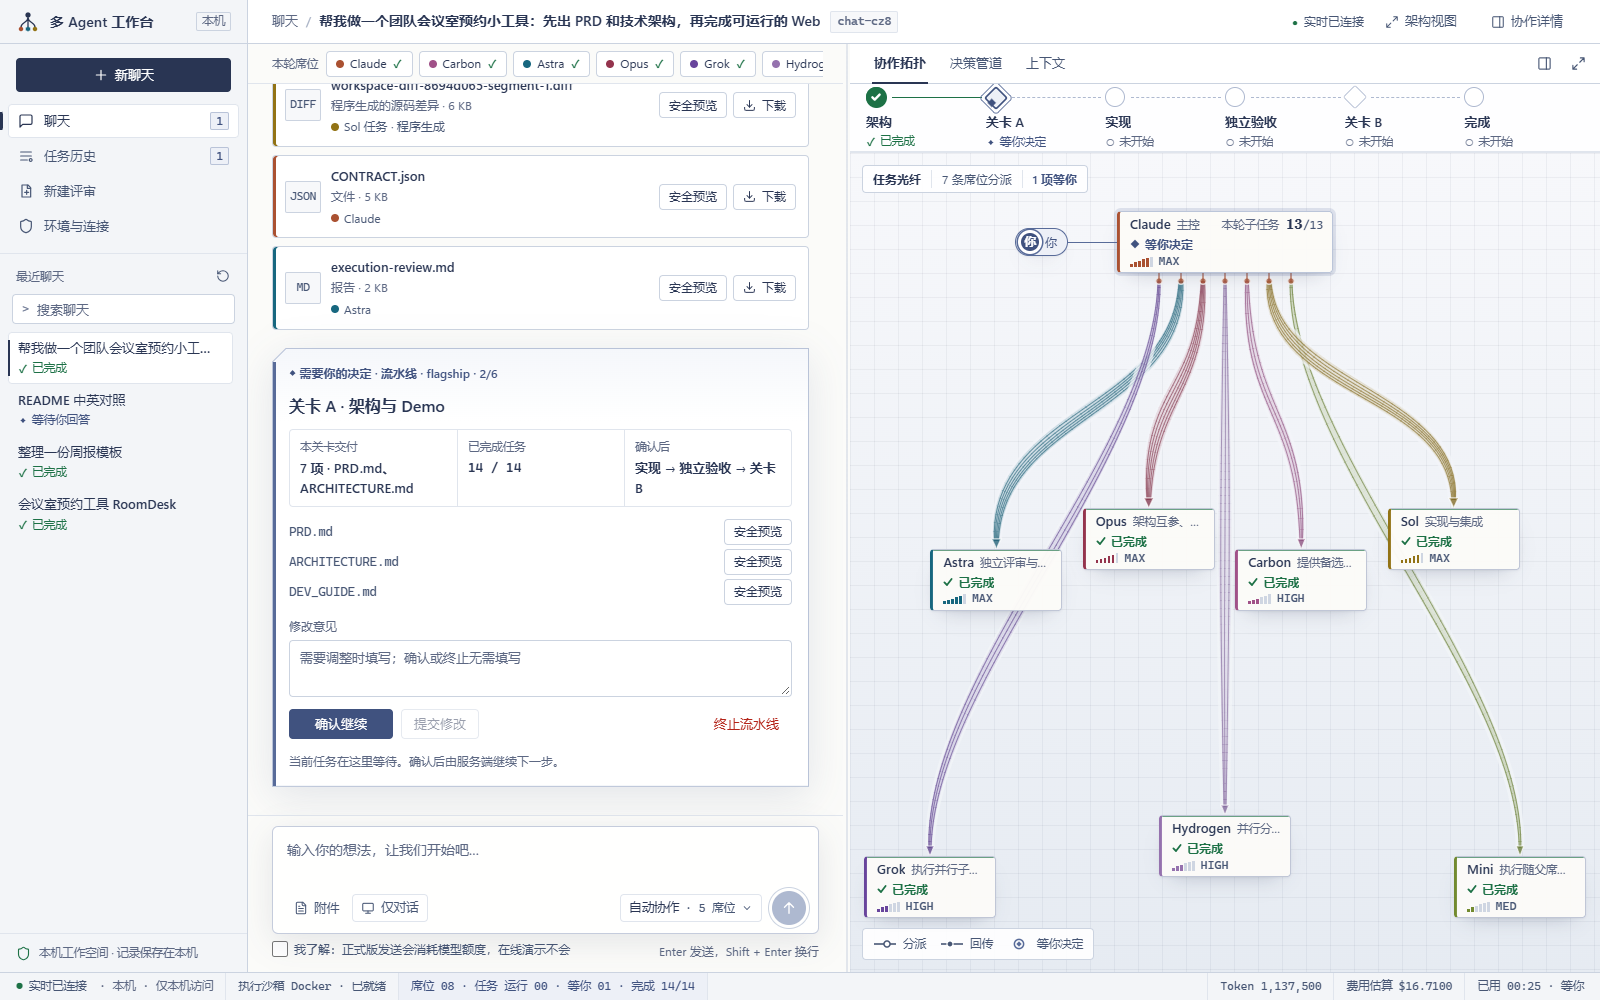 多 Agent 工作台
本机
新聊天
聊天
1
任务历史
1
新建评审
环境与连接
最近聊天
> 搜索聊天
帮我做一个团队会议室预约小工...
✓ 已完成
README 中英对照
等待你回答
整理一份周报模板
✓ 已完成
会议室预约工具 RoomDesk
✓ 已完成
本机工作空间 · 记录保存在本机
聊天 / 帮我做一个团队会议室预约小工具：先出 PRD 和技术架构，再完成可运行的 Web
chat-cz8
实时已连接
架构视图
协作详情
本轮席位
Claude ✓
Carbon ✓
Astra ✓
Opus ✓
Grok ✓
Hydrog
workspace-diff-8694d065-segment-1.diff
DIFF
程序生成的源码差异 · 6 KB
Sol 任务 · 程序生成
安全预览
下载
CONTRACT.json
JSON
文件 · 5 KB
Claude
安全预览
下载
execution-review.md
MD
报告 · 2 KB
Astra
安全预览
下载
需要你的决定 · 流水线 · flagship · 2/6
关卡 A · 架构与 Demo
本关卡交付
7 项 · PRD.md、
ARCHITECTURE.md
已完成任务
14 / 14
确认后
实现 → 独立验收 → 关卡
B
PRD.md
安全预览
ARCHITECTURE.md
安全预览
DEV_GUIDE.md
安全预览
修改意见
需要调整时填写；确认或终止无需填写
确认继续
提交修改
终止流水线
当前任务在这里等待。确认后由服务端继续下一步。
输入你的想法，让我们开始吧...
附件
仅对话
自动协作 · 5 席位
我了解：正式版发送会消耗模型额度，在线演示不会
Enter 发送，Shift + Enter 换行
协作拓扑
决策管道
上下文
架构
✓ 已完成
关卡 A
等你决定
实现
未开始
独立验收
未开始
关卡 B
未开始
完成
未开始
任务光纤
7 条席位分派
1 项等你
你 你
Claude 主控
本轮子任务 13/13
等你决定
MAX
Opus 架构互参、...
✓ 已完成
MAX
Sol 实现与集成
✓ 已完成
MAX
Astra 独立评审与...
✓ 已完成
MAX
Carbon 提供备选...
✓ 已完成
HIGH
Hydrogen 并行分...
✓ 已完成
HIGH
Grok 执行并行子...
✓ 已完成
HIGH
Mini 执行随父席...
✓ 已完成
MED
分派
回传
等你决定
实时已连接 · 本机 · 仅本机访问
执行沙箱 Docker · 已就绪
席位 08 · 任务 运行 00 · 等你 01 · 完成 14/14
Token 1,137,500
费用估算 $16.7100
已用 00:25 · 等你